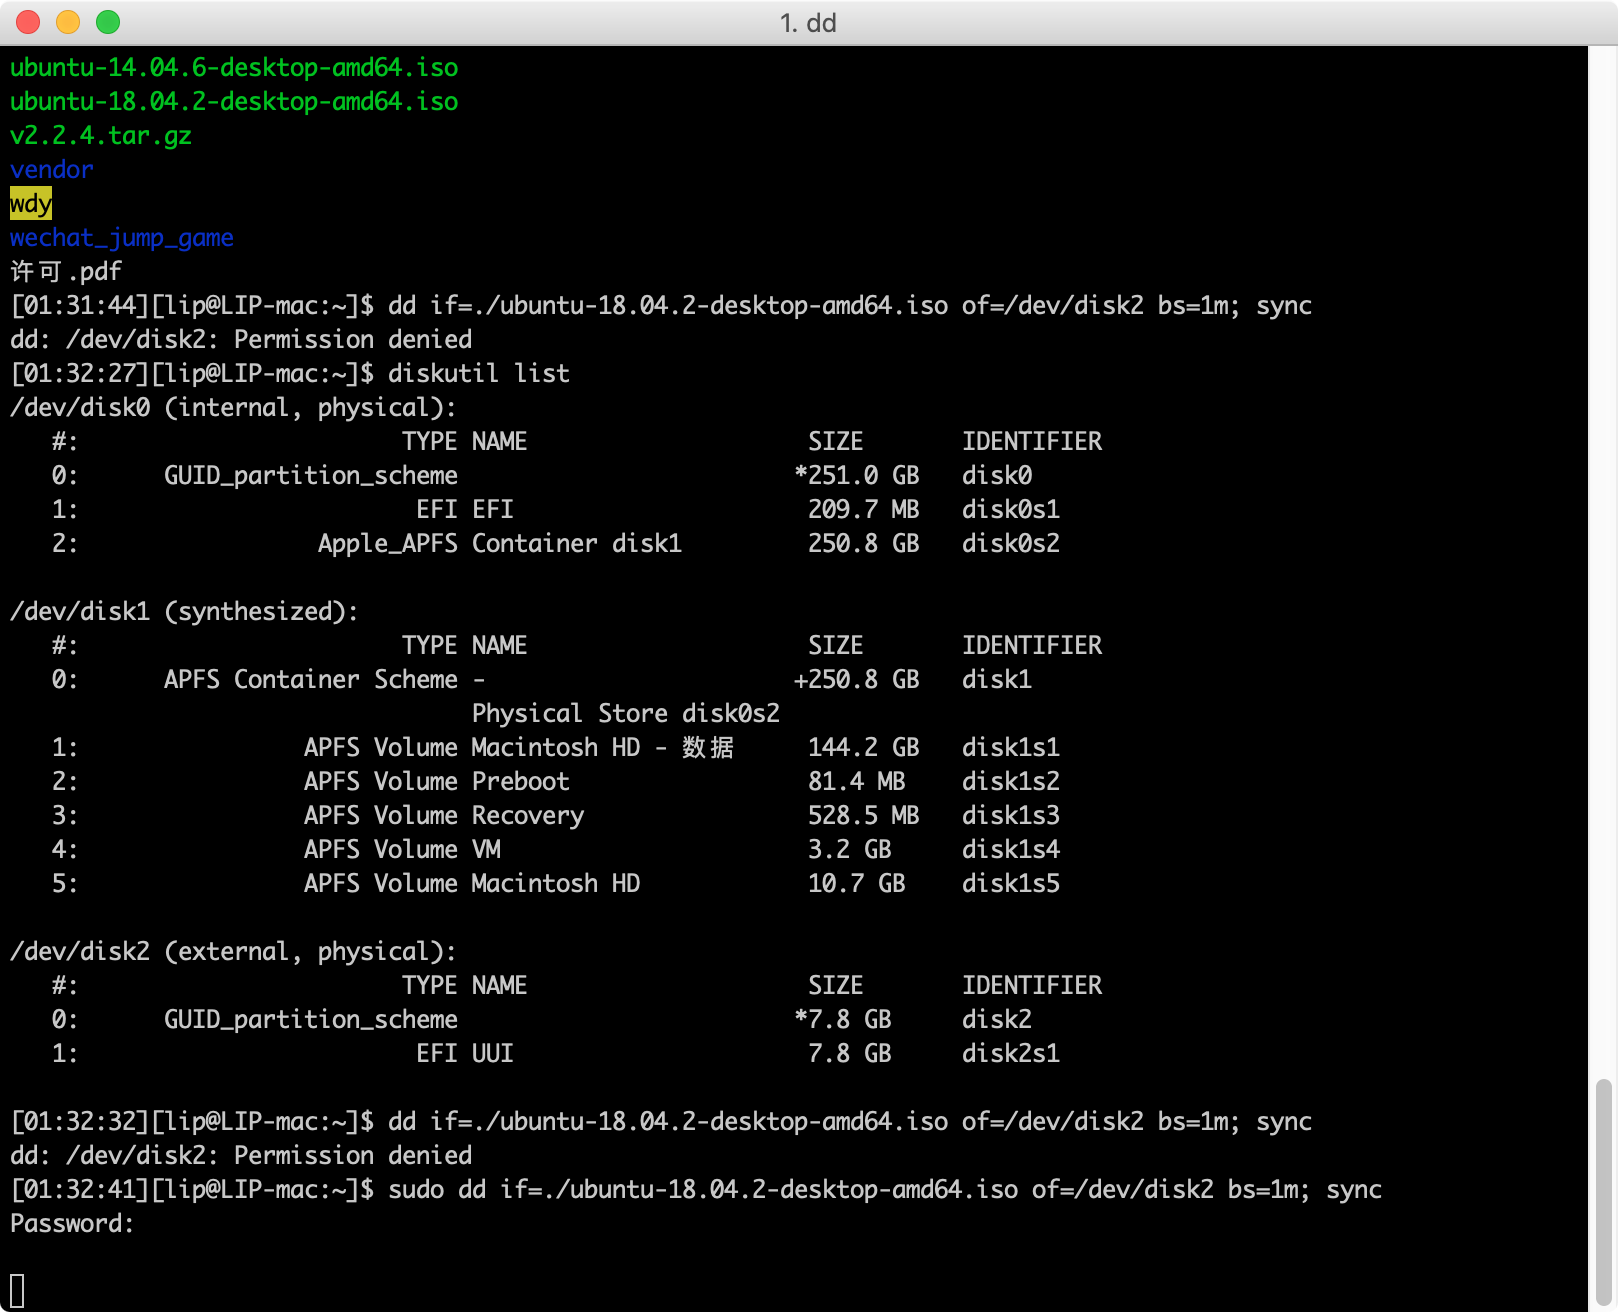 1. dd
ubuntu-14.04.6-desktop-amd64.iso
ubuntu-18.04.2-desktop-amd64.iso
v2.2.4.tar.gz
vendor
wdy
wechat_jump_game
许可.pdf
[01:31:44][lip@LIP-mac:~]$ dd if=./ubuntu-18.04.2-desktop-amd64.iso of=/dev/disk2 bs=1m; sync
dd: /dev/disk2: Permission denied
[01:32:27][lip@LIP-mac:~]$ diskutil list
/dev/disk0 (internal, physical):
   #:                       TYPE NAME                    SIZE       IDENTIFIER
   0:      GUID_partition_scheme                        *251.0 GB   disk0
   1:                        EFI EFI                     209.7 MB   disk0s1
   2:                 Apple_APFS Container disk1         250.8 GB   disk0s2
/dev/disk1 (synthesized):
   #:                       TYPE NAME                    SIZE       IDENTIFIER
   0:      APFS Container Scheme -                      +250.8 GB   disk1
                                 Physical Store disk0s2
   1:                APFS Volume Macintosh HD - 数据     144.2 GB   disk1s1
   2:                APFS Volume Preboot                 81.4 MB    disk1s2
   3:                APFS Volume Recovery                528.5 MB   disk1s3
   4:                APFS Volume VM                      3.2 GB     disk1s4
   5:                APFS Volume Macintosh HD            10.7 GB    disk1s5
/dev/disk2 (external, physical):
   #:                       TYPE NAME                    SIZE       IDENTIFIER
   0:      GUID_partition_scheme                        *7.8 GB     disk2
   1:                        EFI UUI                     7.8 GB     disk2s1
[01:32:32][lip@LIP-mac:~]$ dd if=./ubuntu-18.04.2-desktop-amd64.iso of=/dev/disk2 bs=1m; sync
dd: /dev/disk2: Permission denied
[01:32:41][lip@LIP-mac:~]$ sudo dd if=./ubuntu-18.04.2-desktop-amd64.iso of=/dev/disk2 bs=1m; sync
Password: